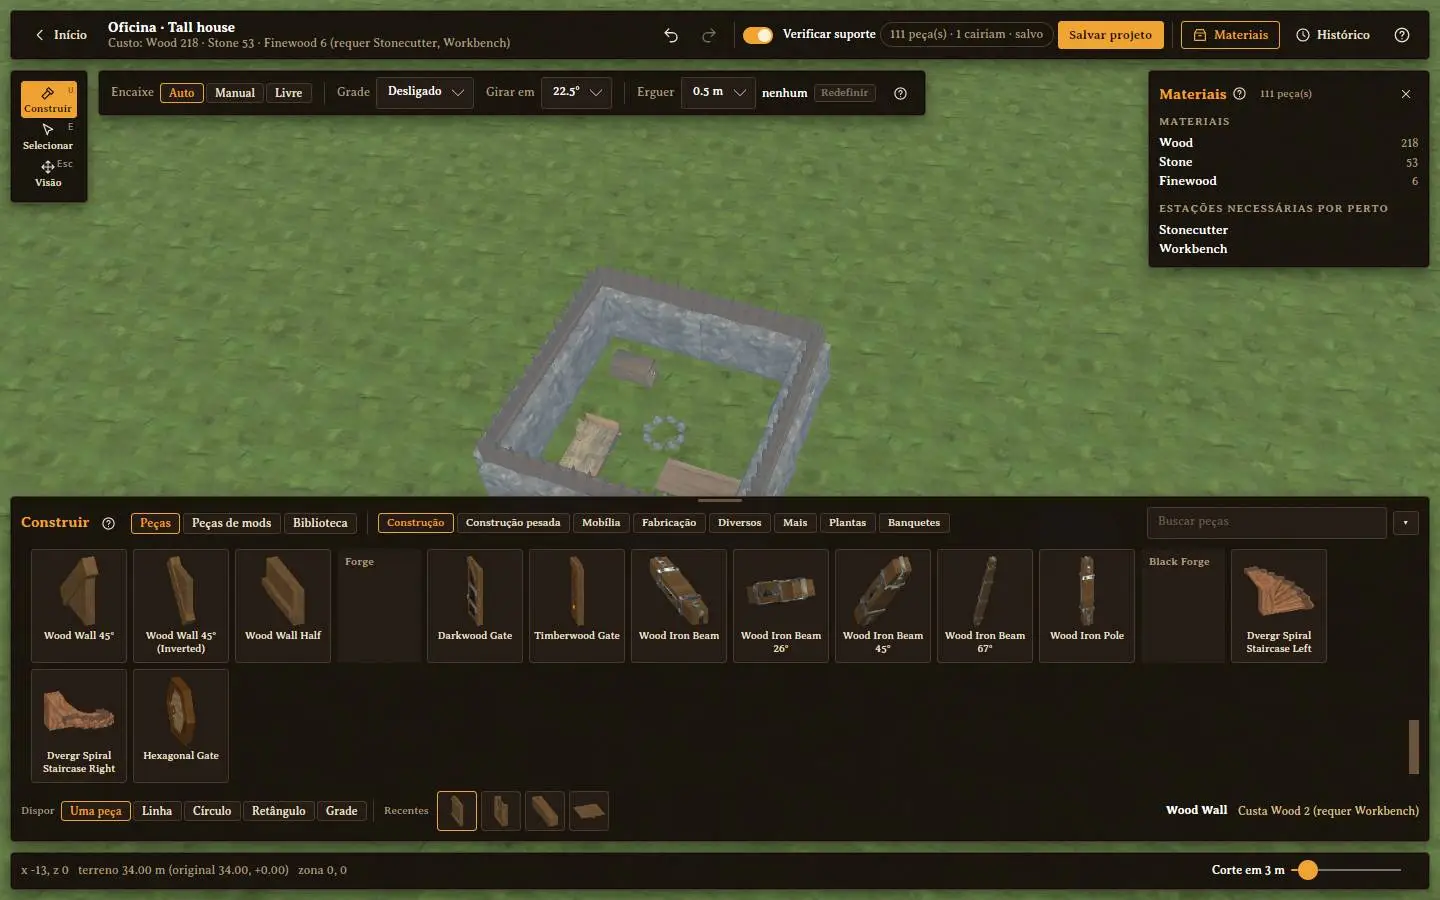 Início
Oficina · Tall house
Custo: Wood 218 · Stone 53 · Finewood 6 (requer Stonecutter, Workbench)
Verificar suporte
111 peça(s) · 1 cairiam · salvo
Salvar projeto
Materiais
Histórico
Construir U
Selecionar E
Visão Esc
Encaixe Auto Manual Livre
Grade Desligado
Girar em 22.5°
Erguer 0.5 m nenhum Redefinir
Materiais 111 peça(s)
MATERIAIS
Wood 218
Stone 53
Finewood 6
ESTAÇÕES NECESSÁRIAS POR PERTO
Stonecutter
Workbench
Construir
Peças Peças de mods Biblioteca
Construção Construção pesada Mobília Fabricação Diversos Mais Plantas Banquetes
Buscar peças
Wood Wall 45°
Wood Wall 45° (Inverted)
Wood Wall Half
Forge
Darkwood Gate
Timberwood Gate
Wood Iron Beam
Wood Iron Beam 26°
Wood Iron Beam 45°
Wood Iron Beam 67°
Wood Iron Pole
Black Forge
Dvergr Spiral Staircase Left
Dvergr Spiral Staircase Right
Hexagonal Gate
Dispor Uma peça Linha Círculo Retângulo Grade
Recentes
Wood Wall Custa Wood 2 (requer Workbench)
x -13, z 0 terreno 34.00 m (original 34.00, +0.00) zona 0, 0
Corte em 3 m